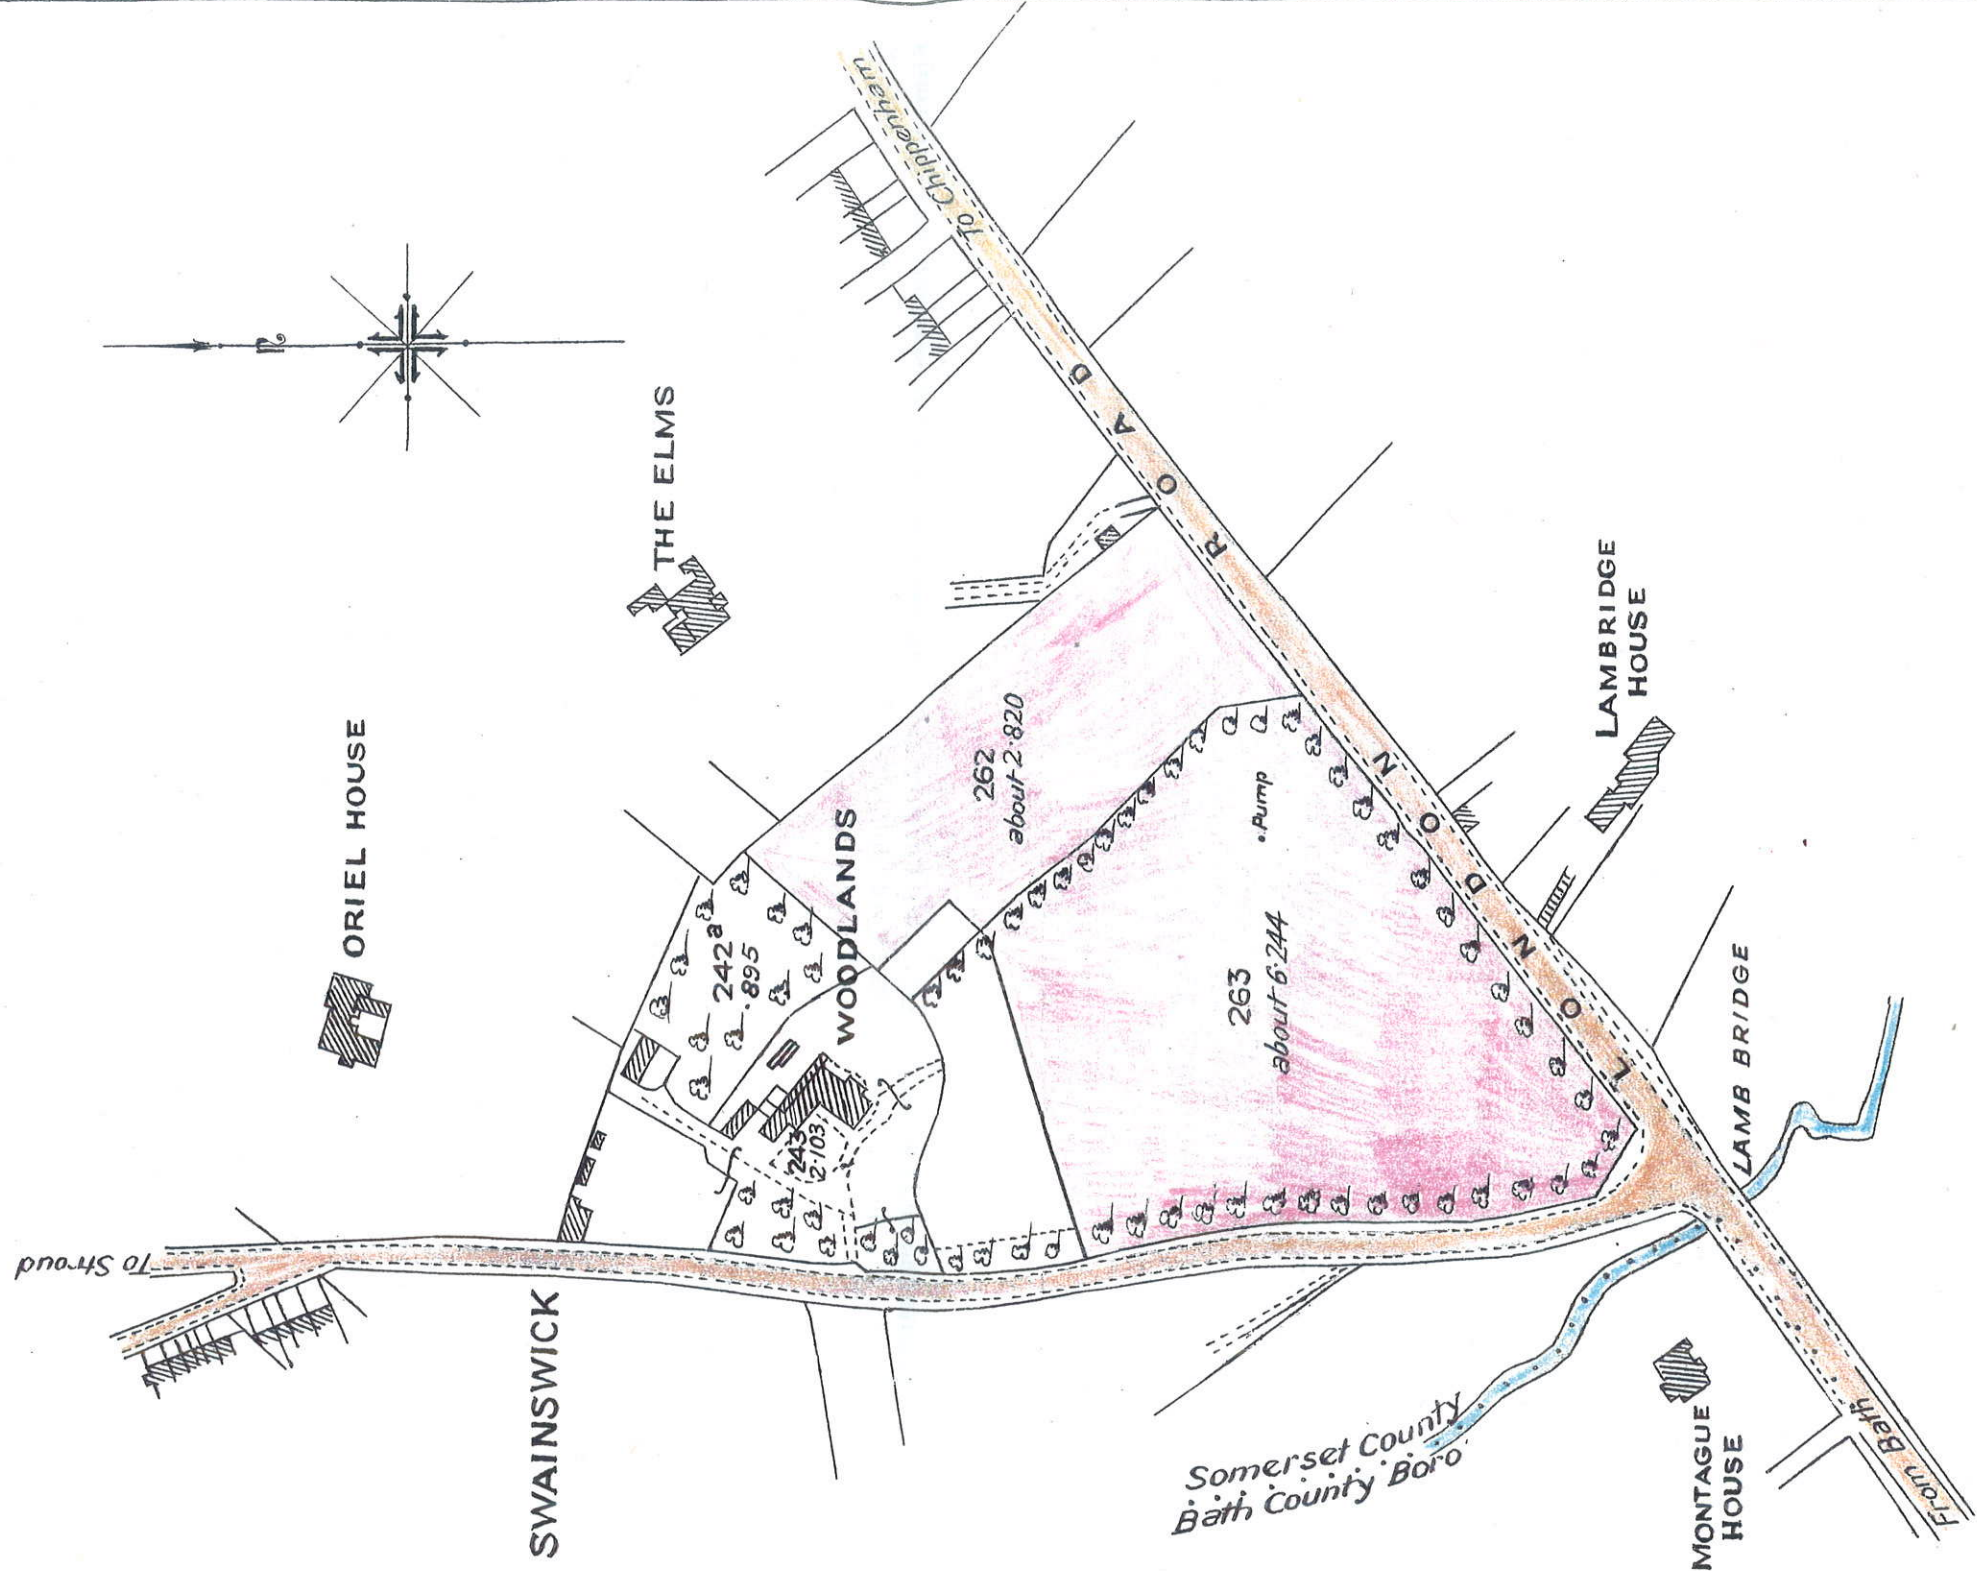 To Stroud
To Chippenham
N
THE ELMS
ORIEL HOUSE
LAMBRIDGE
HOUSE
WOODLANDS
262
about 2·820
242a
·895
243
2·103
Pump
263
about 6·244
LONDON ROAD
LAMB BRIDGE
SWAINSWICK
Somerset County
Bath County Boro'
MONTAGUE
HOUSE
From Bath